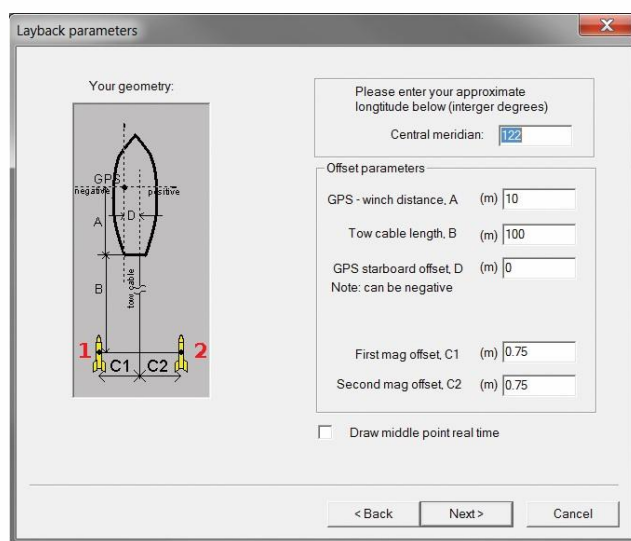 Layback parameters
Your geometry:
GPS
negative
positive
A
D
B
tow cable
1
2
C1
C2
Please enter your approximate
longtitude below (interger degrees)
Central meridian:
122
Offset parameters
GPS - winch distance, A (m) 10
Tow cable length, B (m) 100
GPS starboard offset, D (m) 0
Note: can be negative
First mag offset, C1 (m) 0.75
Second mag offset, C2 (m) 0.75
Draw middle point real time
< Back
Next >
Cancel